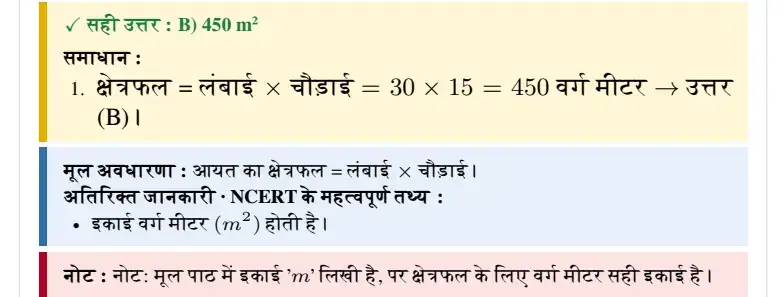 ✓ सही उत्तर : B) 450 m²
समाधान :
1. क्षेत्रफल = लंबाई × चौड़ाई = 30 × 15 = 450 वर्ग मीटर → उत्तर
(B)।
मूल अवधारणा : आयत का क्षेत्रफल = लंबाई × चौड़ाई।
अतिरिक्त जानकारी · NCERT के महत्वपूर्ण तथ्य :
• इकाई वर्ग मीटर (m²) होती है।
नोट : नोट: मूल पाठ में इकाई 'm' लिखी है, पर क्षेत्रफल के लिए वर्ग मीटर सही इकाई है।